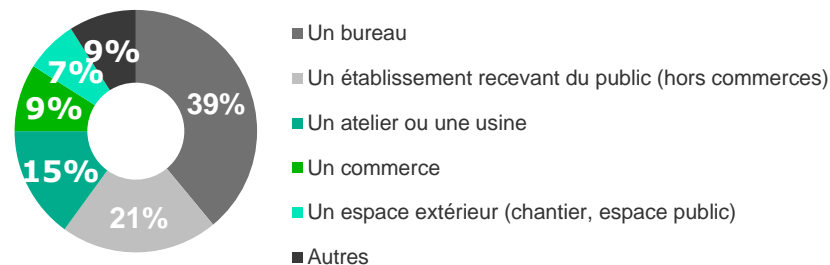 9%
7%
39%
9%
15%
21%
Un bureau
Un établissement recevant du public (hors commerces)
Un atelier ou une usine
Un commerce
Un espace extérieur (chantier, espace public)
Autres